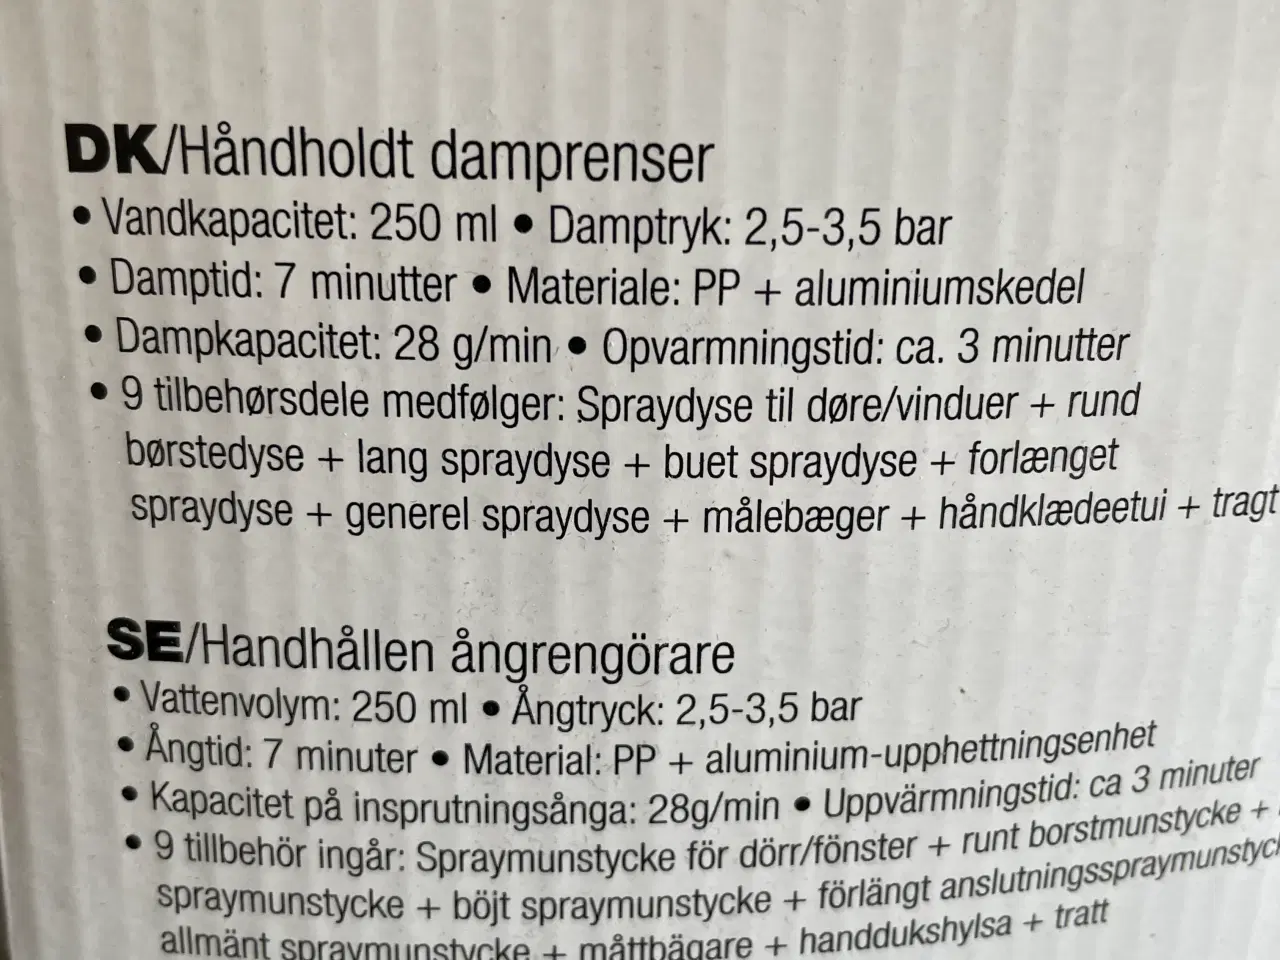 DK/Håndholdt damprenser
• Vandkapacitet: 250 ml • Damptryk: 2,5-3,5 bar
• Damptid: 7 minutter • Materiale: PP + aluminiumskedel
• Dampkapacitet: 28 g/min • Opvarmningstid: ca. 3 minutter
• 9 tilbehørsdele medfølger: Spraydyse til døre/vinduer + rund
børstedyse + lang spraydyse + buet spraydyse + forlænget
spraydyse + generel spraydyse + målebæger + håndklædeetui + tragt
SE/Handhållen ångrengörare
• Vattenvolym: 250 ml • Ångtryck: 2,5-3,5 bar
• Ångtid: 7 minuter • Material: PP + aluminium-upphettningsenhet
• Kapacitet på insprutningsånga: 28g/min • Uppvärmningstid: ca 3 minuter
• 9 tillbehör ingår: Spraymunstycke för dörr/fönster + runt borstmunstycke +
spraymunstycke + böjt spraymunstycke + förlängt anslutningsspraymunstyck
allmänt spraymunstycke + måttbägare + handdukshylsa + tratt